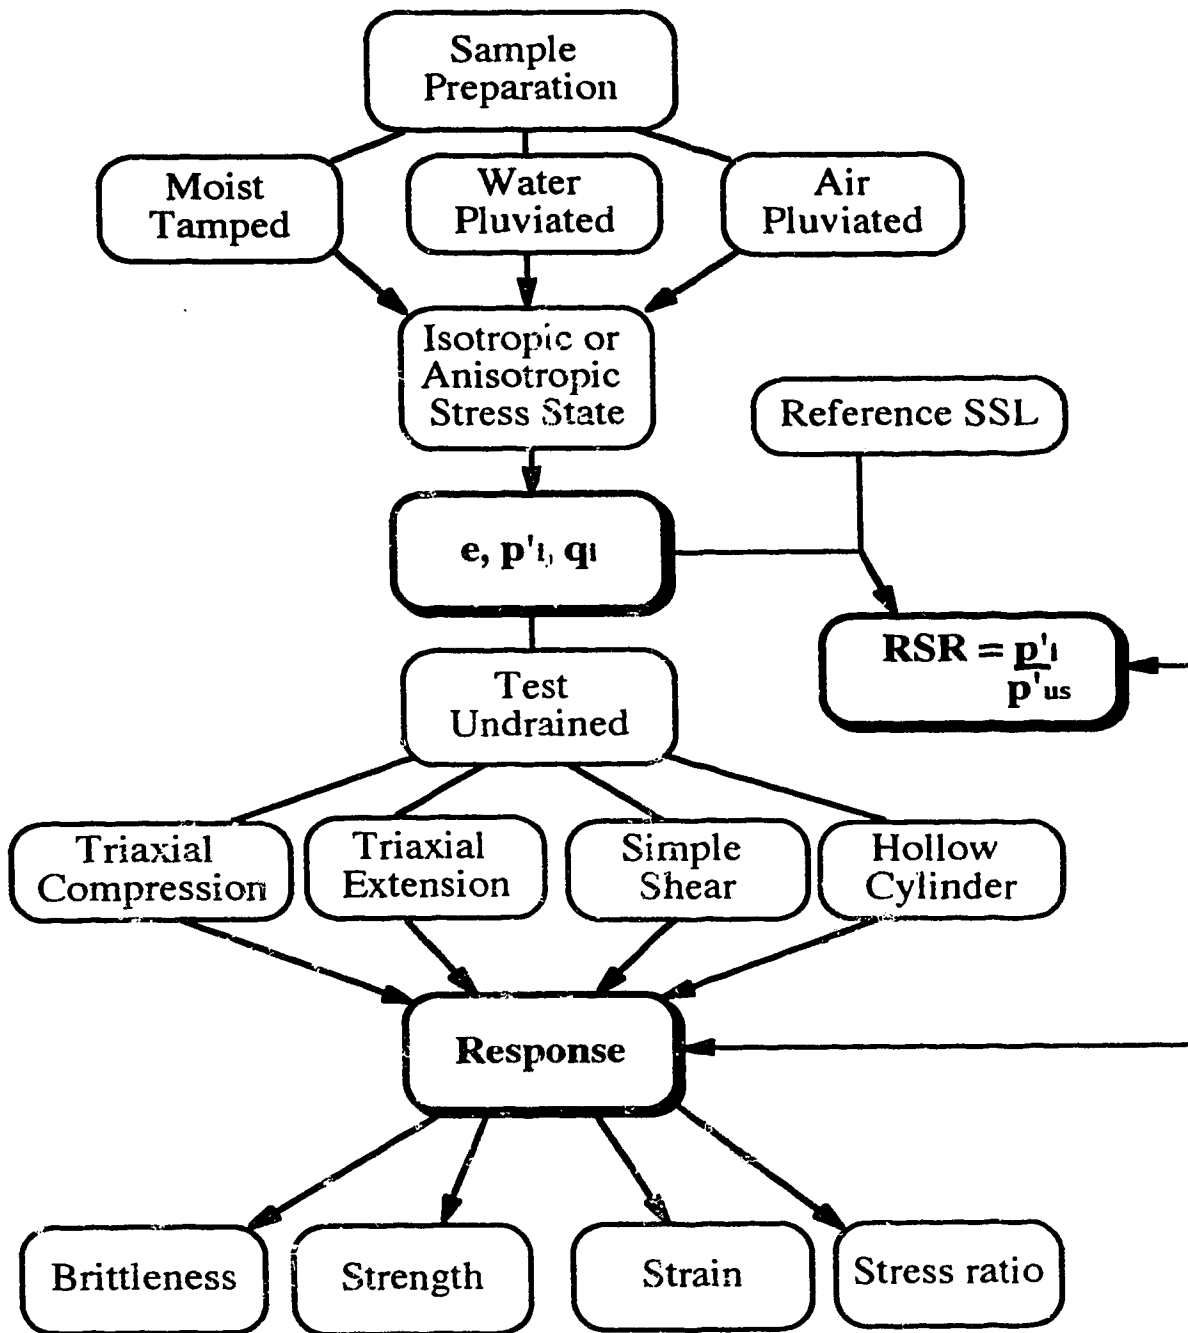 Sample
Preparation
Moist
Tamped
Water
Pluviated
Air
Pluviated
Isotropic or
Anisotropic
Stress State
Reference SSL
e, p'i, qi
RSR = p'i
p'us
Test
Undrained
Triaxial
Compression
Triaxial
Extension
Simple
Shear
Hollow
Cylinder
Response
Brittleness
Strength
Strain
Stress ratio